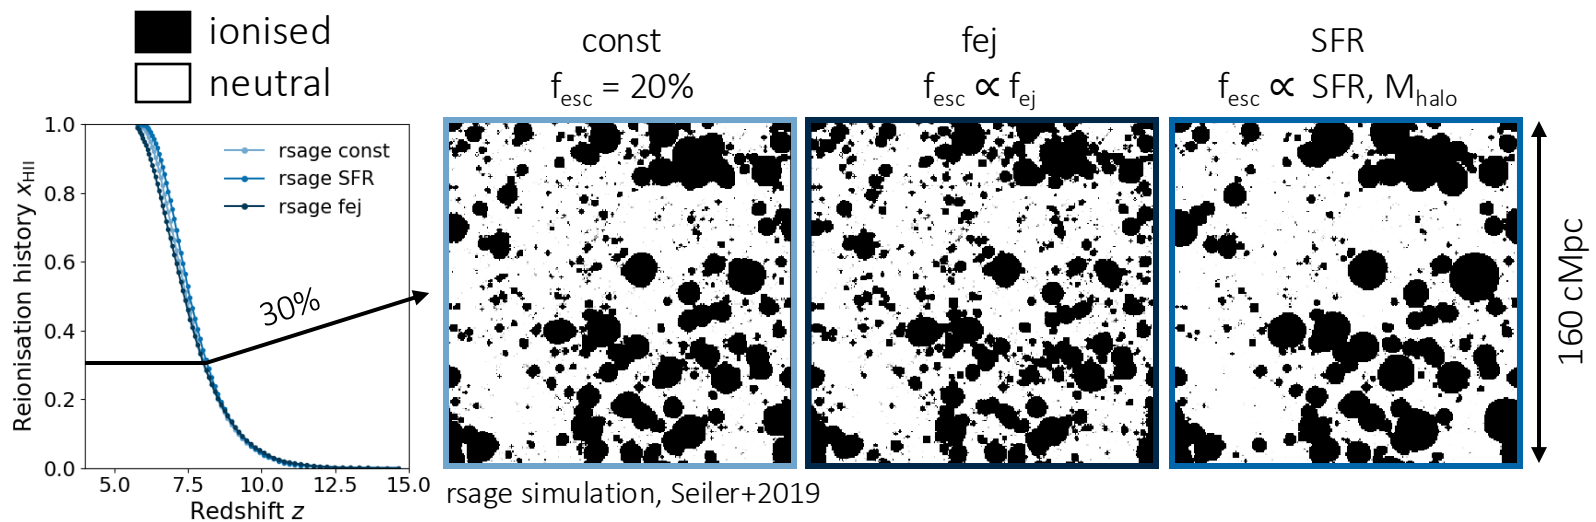 ionised
neutral
const
f_esc = 20%
fej
f_esc ∝ f_ej
SFR
f_esc ∝ SFR, M_halo
Reionisation history x_HII
1.0
0.8
0.6
0.4
0.2
0.0
rsage const
rsage SFR
rsage fej
30%
5.0 7.5 10.0 12.5 15.0
Redshift z
160 cMpc
rsage simulation, Seiler+2019